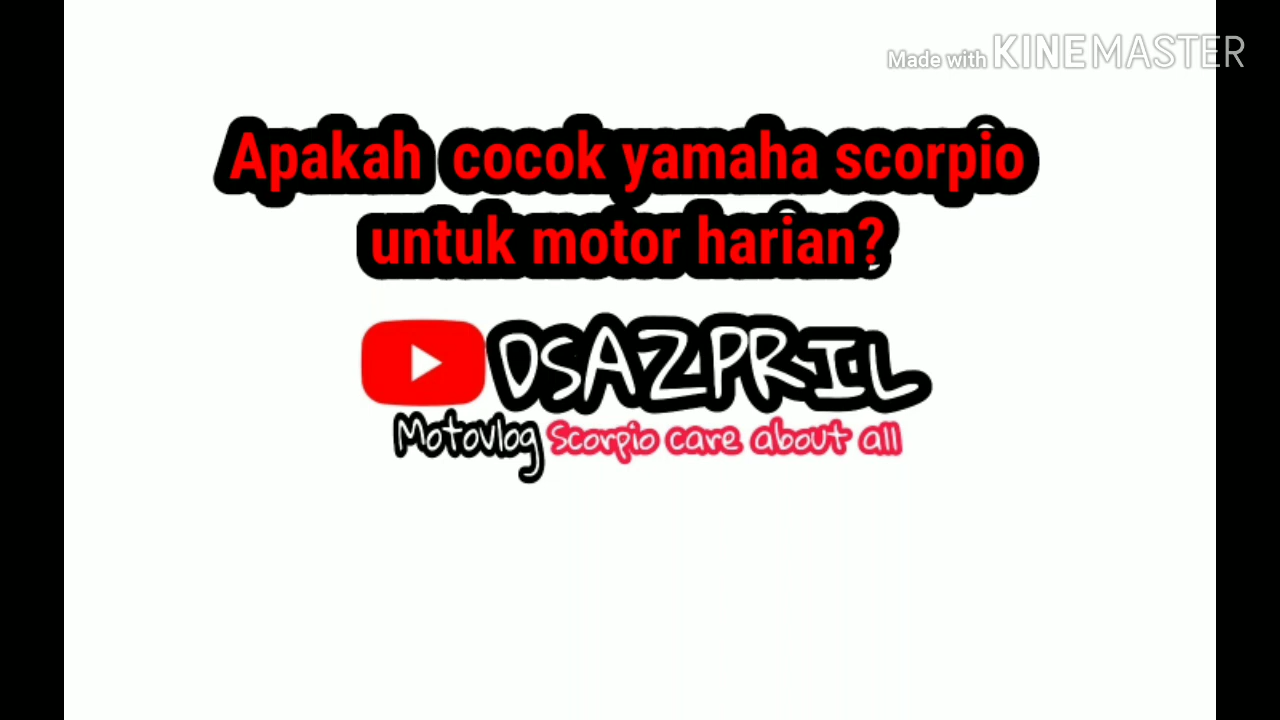 Made with KINEMASTER
Apakah cocok yamaha scorpio
untuk motor harian?
DSAZPRIL
Motovlog Scorpio care about all